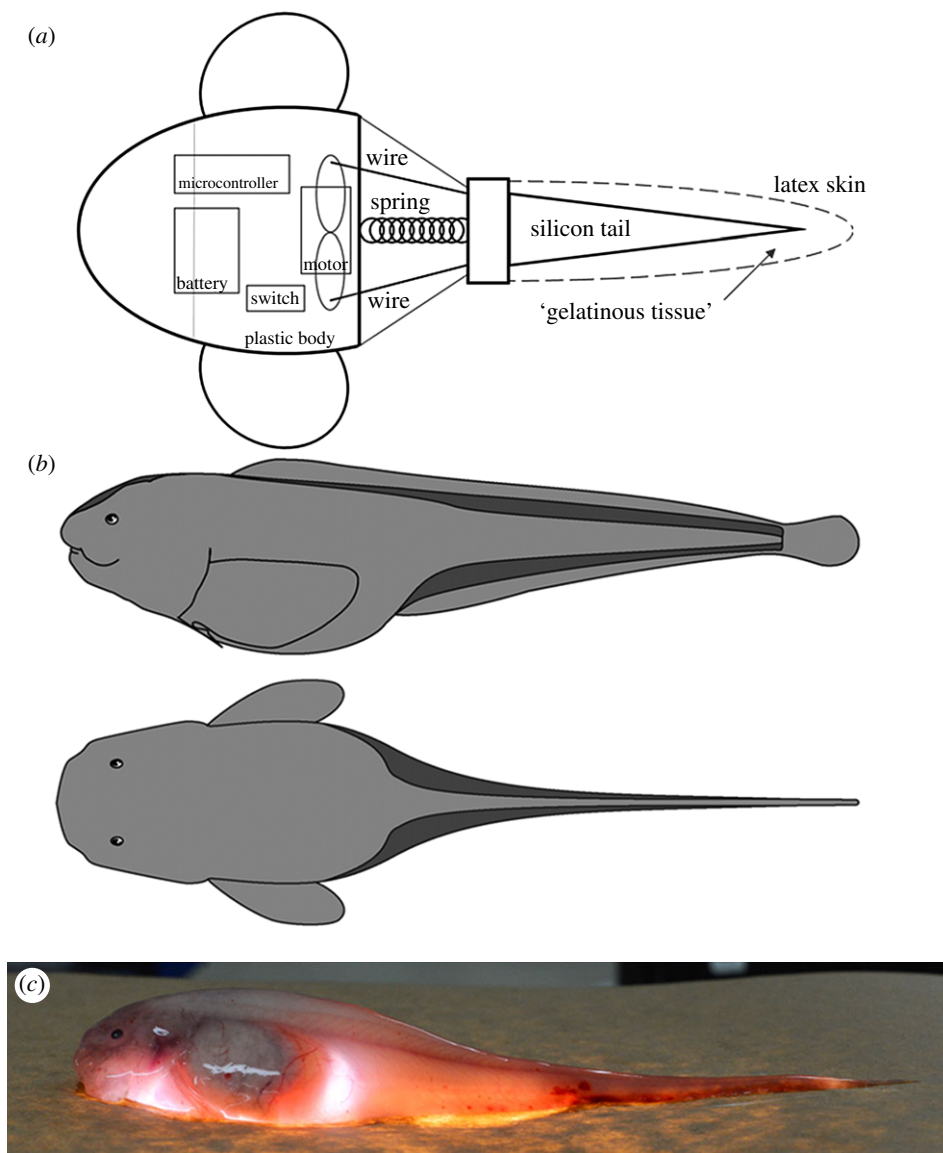 (a)
wire
microcontroller
spring
latex skin
silicon tail
motor
battery
switch
wire
‘gelatinous tissue’
plastic body
(b)
(c)